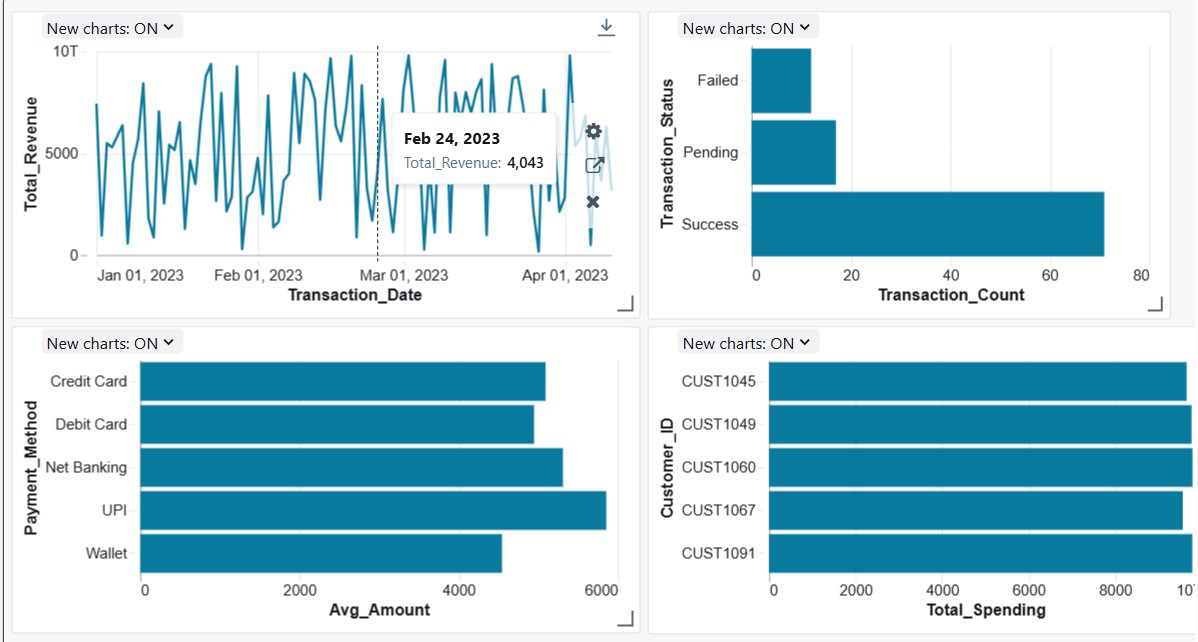 New charts: ON
10T
5000
0
Total_Revenue
Feb 24, 2023
Total_Revenue: 4,043
Jan 01, 2023 Feb 01, 2023 Mar 01, 2023 Apr 01, 2023
Transaction_Date
New charts: ON
Transaction_Status
Failed
Pending
Success
0 20 40 60 80
Transaction_Count
New charts: ON
Payment_Method
Credit Card
Debit Card
Net Banking
UPI
Wallet
0 2000 4000 6000
Avg_Amount
New charts: ON
Customer_ID
CUST1045
CUST1049
CUST1060
CUST1067
CUST1091
0 2000 4000 6000 8000
Total_Spending